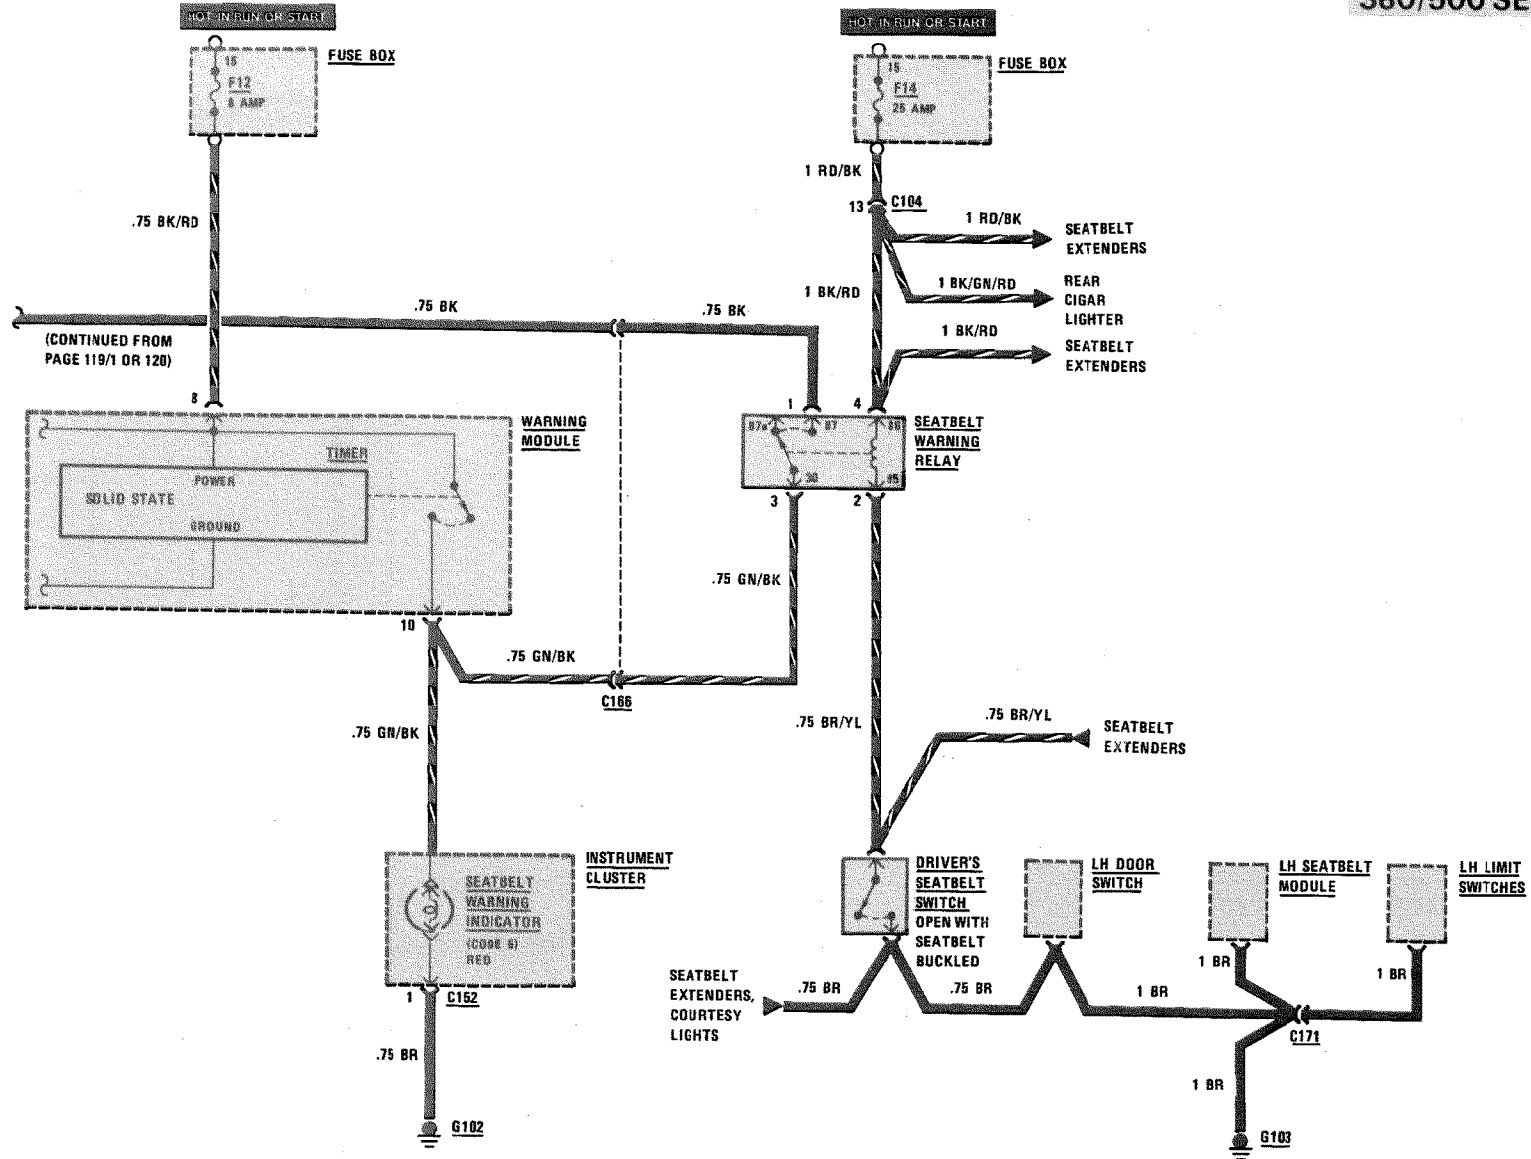 380/500 SE
HOT IN RUN OR START
HOT IN RUN OR START
15
F12
8 AMP
FUSE BOX
15
F14
25 AMP
FUSE BOX
1 RD/BK
13
C104
.75 BK/RD
1 RD/BK
SEATBELT
EXTENDERS
1 BK/RD
1 BK/GN/RD
REAR
CIGAR
LIGHTER
.75 BK
.75 BK
1 BK/RD
SEATBELT
EXTENDERS
(CONTINUED FROM
PAGE 119/1 OR 120)
8
WARNING
MODULE
TIMER
POWER
SOLID STATE
GROUND
10
1
4
87a
87
86
30
85
SEATBELT
WARNING
RELAY
3
2
.75 GN/BK
.75 GN/BK
C166
.75 GN/BK
.75 BR/YL
.75 BR/YL
SEATBELT
EXTENDERS
INSTRUMENT
CLUSTER
SEATBELT
WARNING
INDICATOR
(CODE 6)
RED
1
C152
.75 BR
G102
DRIVER'S
SEATBELT
SWITCH
OPEN WITH
SEATBELT
BUCKLED
LH DOOR
SWITCH
LH SEATBELT
MODULE
LH LIMIT
SWITCHES
SEATBELT
EXTENDERS,
COURTESY
LIGHTS
.75 BR
.75 BR
1 BR
1 BR
1 BR
C171
1 BR
G103